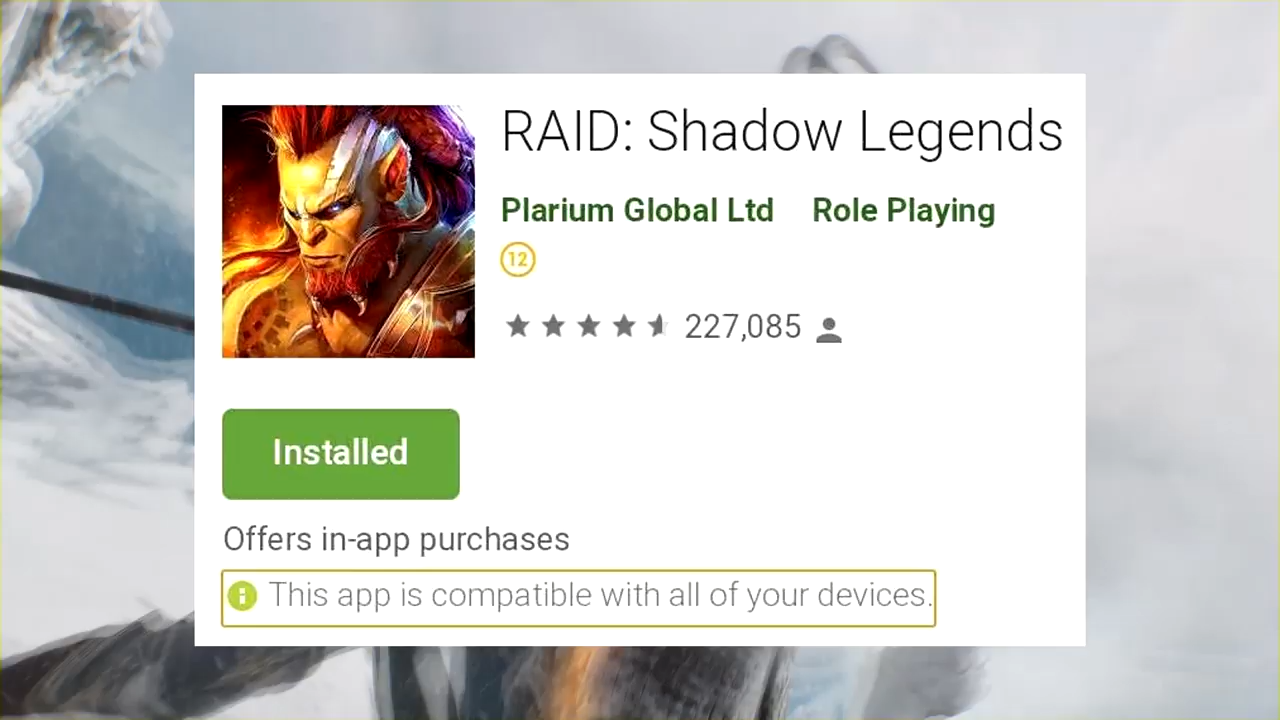 RAID: Shadow Legends
Plarium Global Ltd Role Playing
12
227,085
Installed
Offers in-app purchases
This app is compatible with all of your devices.